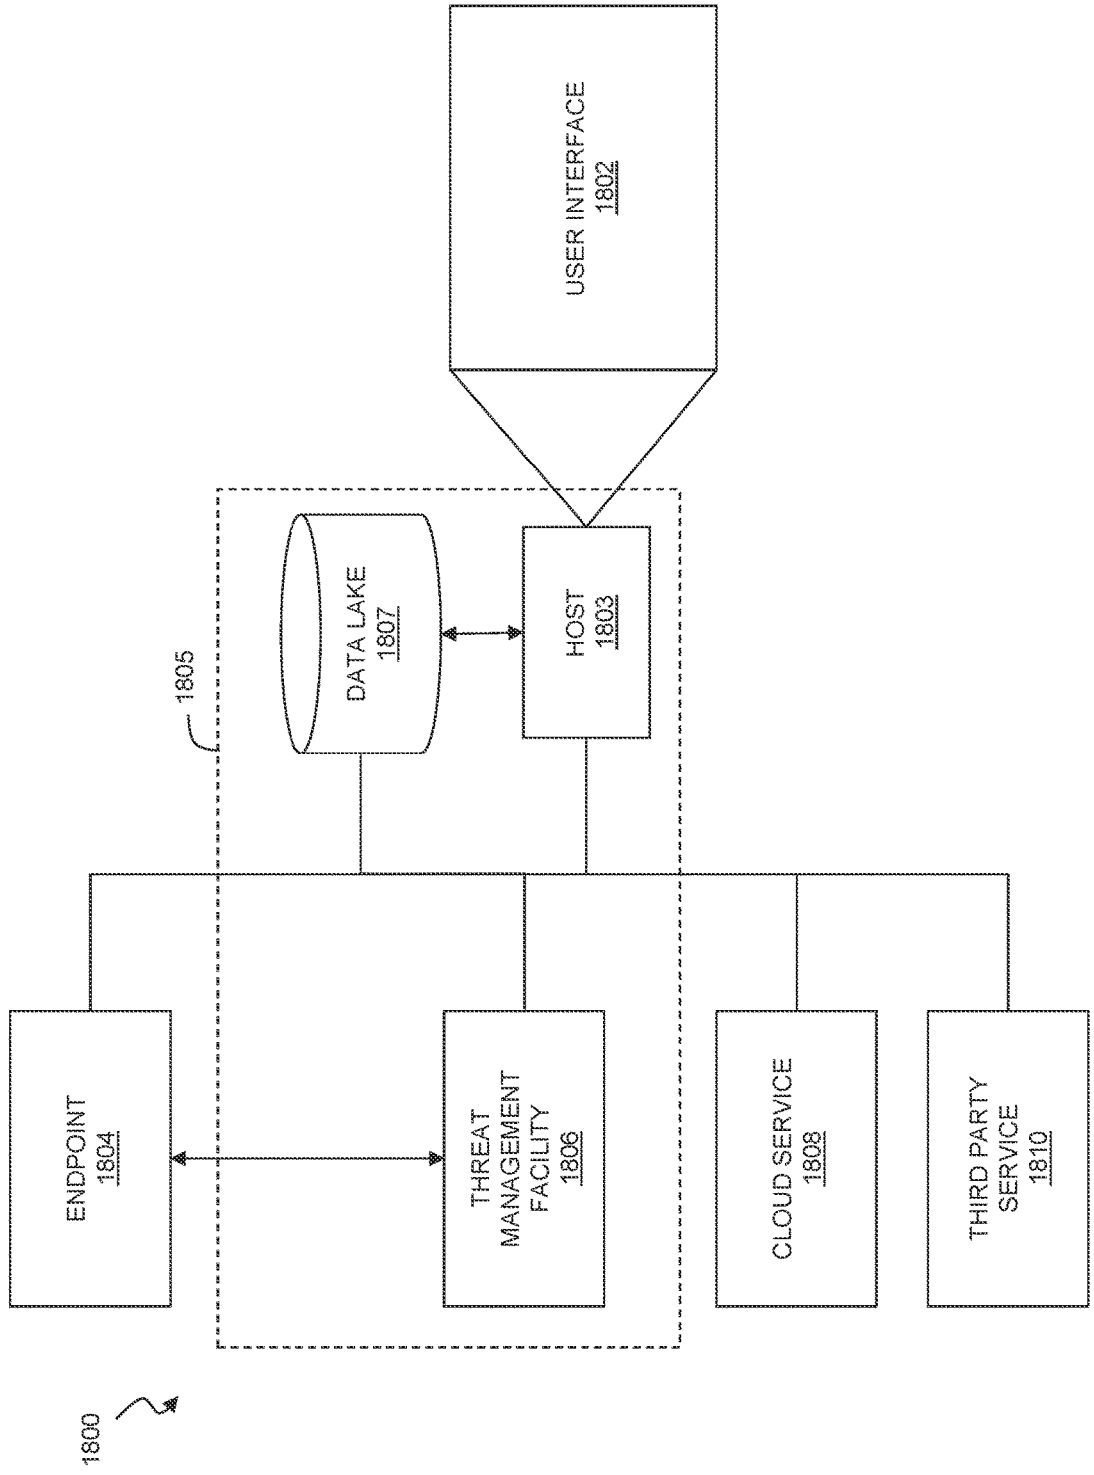 1800
ENDPOINT
1804
1805
THREAT
MANAGEMENT
FACILITY
1806
DATA LAKE
1807
HOST
1803
USER INTERFACE
1802
CLOUD SERVICE
1808
THIRD PARTY
SERVICE
1810